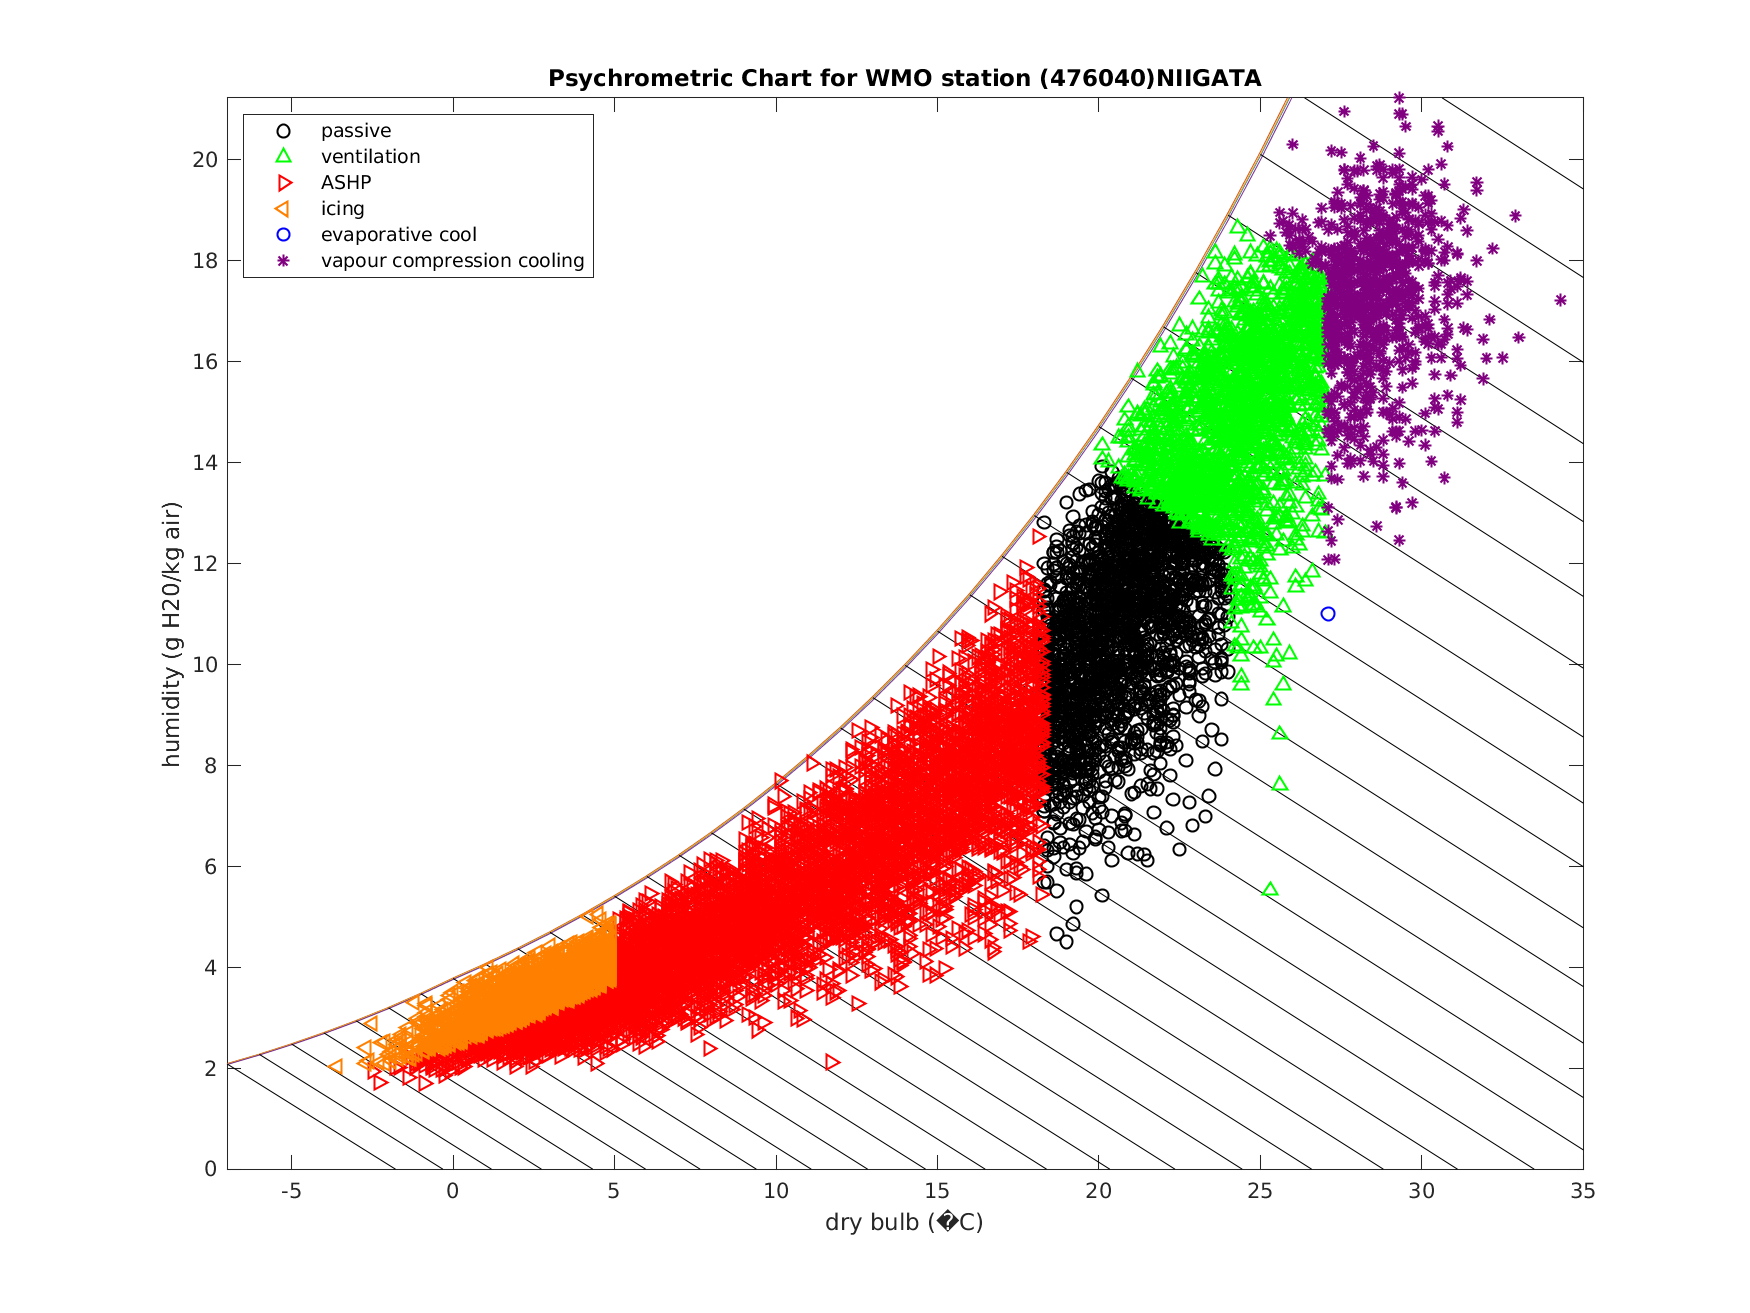 Psychrometric Chart for WMO station (476040)NIIGATA
passive
ventilation
ASHP
icing
evaporative cool
vapour compression cooling
humidity (g H20/kg air)
20
18
16
14
12
10
8
6
4
2
0
-5 0 5 10 15 20 25 30 35
dry bulb (�C)